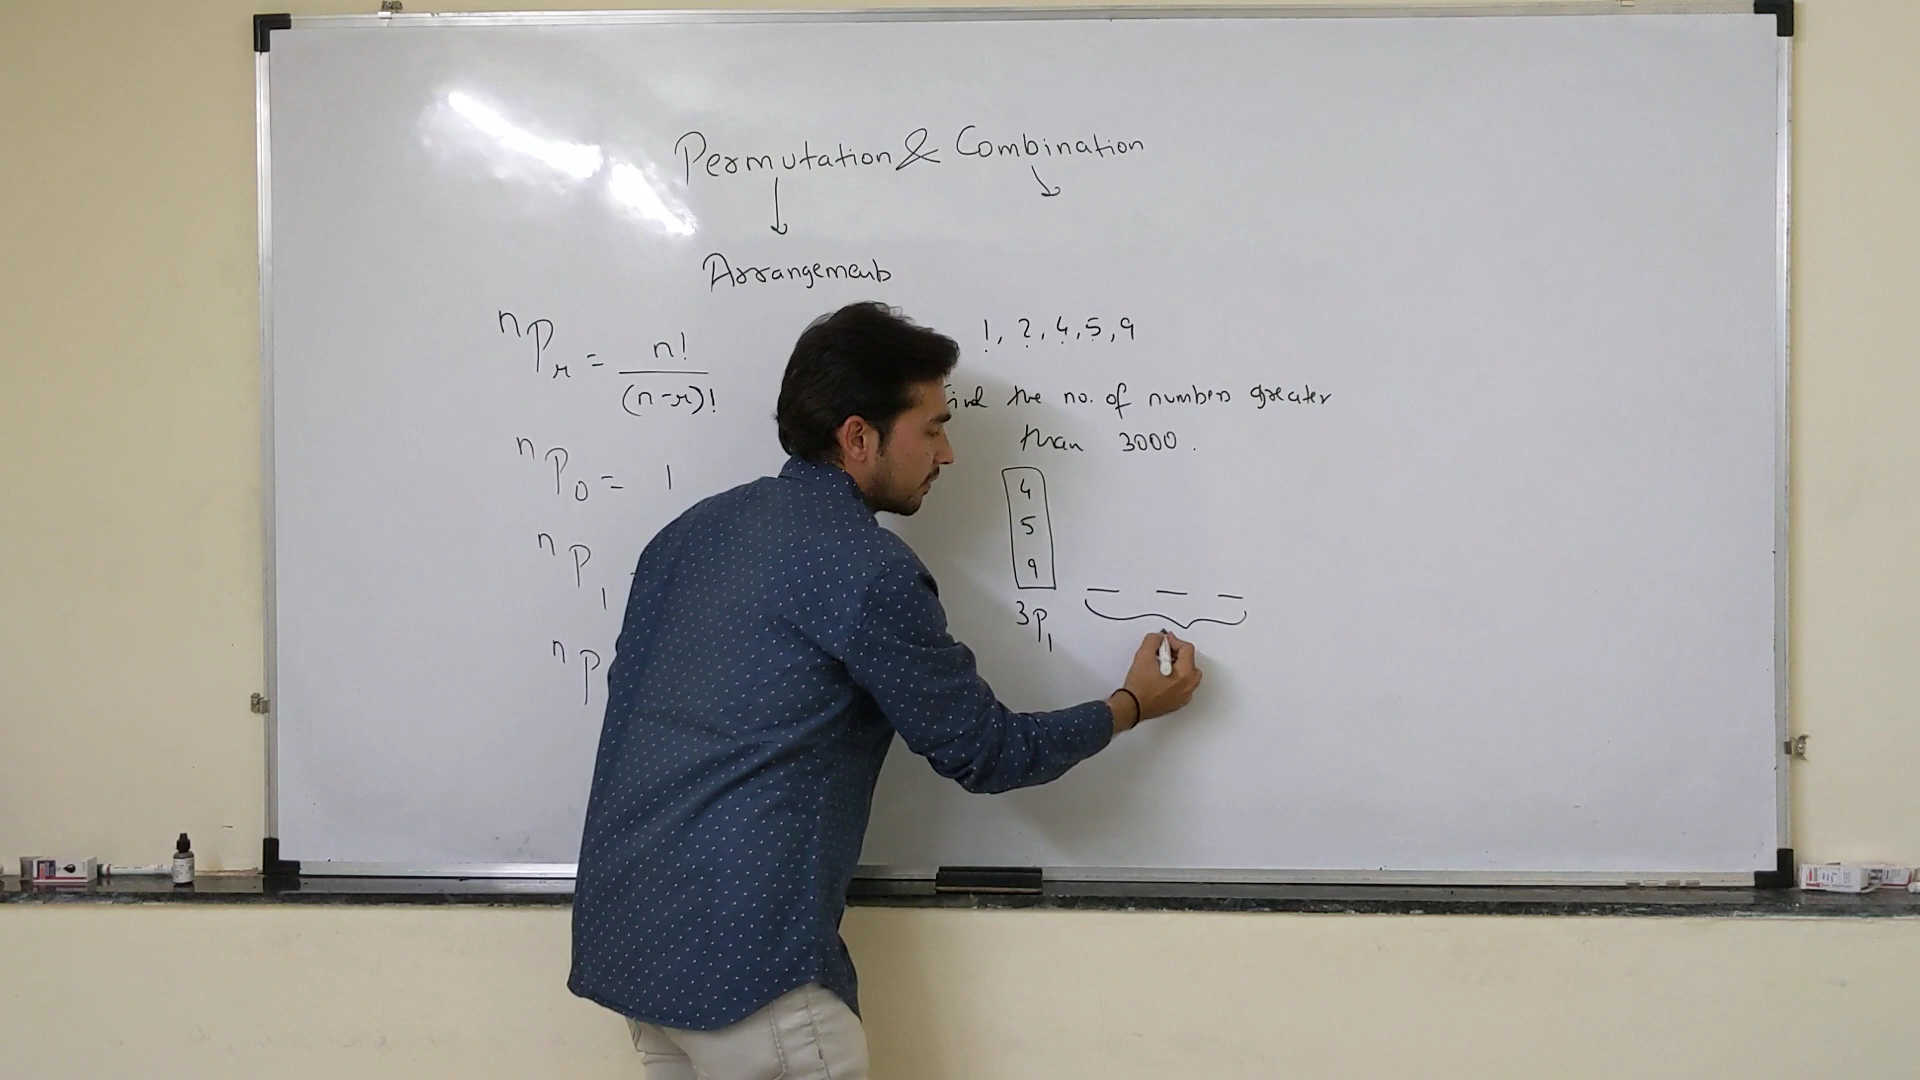 Permutation & Combination
Arrangements
nPr = n!/(n-r)!
nP0 = 1
nP1
nP
1, 2, 4, 5, 9
find the no. of numbers greater
than 3000.
4
5
9
3P1